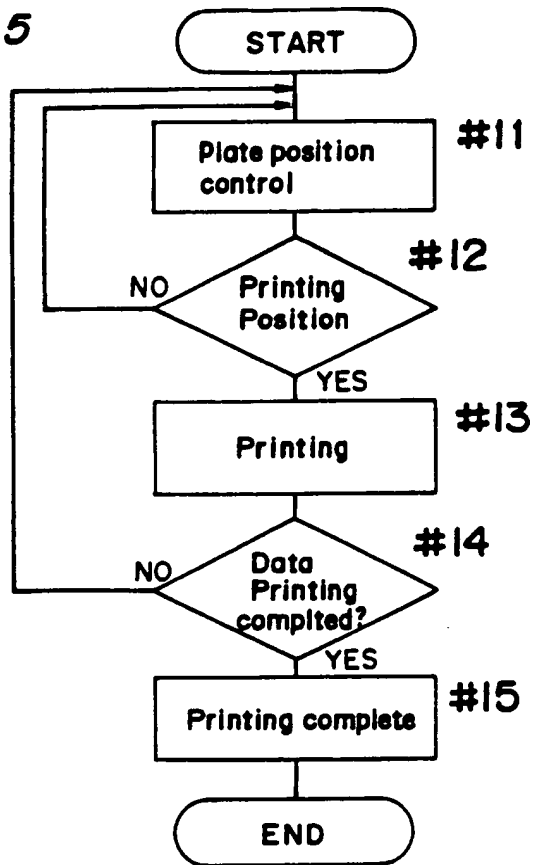 5
START
#11
Plate position
control
#12
NO
Printing
Position
YES
#13
Printing
#14
NO
Data
Printing
complted?
YES
#15
Printing complete
END